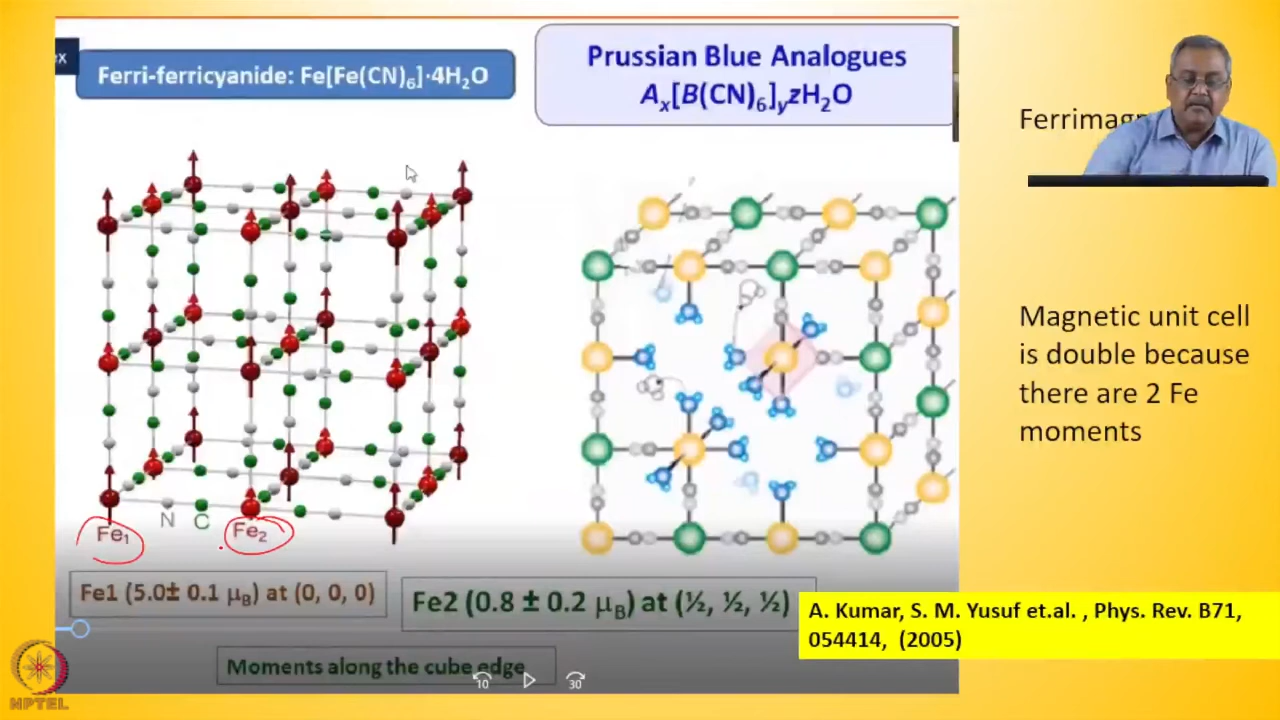 Ferri-ferricyanide: Fe[Fe(CN)₆]·4H₂O
Prussian Blue Analogues
Aₓ[B(CN)₆]ᵧzH₂O
Magnetic unit cell
is double because
there are 2 Fe
moments
N C
Fe₁ Fe₂
Fe1 (5.0± 0.1 μB) at (0, 0, 0)
Fe2 (0.8 ± 0.2 μB) at (½, ½, ½)
A. Kumar, S. M. Yusuf et.al. , Phys. Rev. B71,
054414, (2005)
Moments along the cube edge
10 30
NPTEL